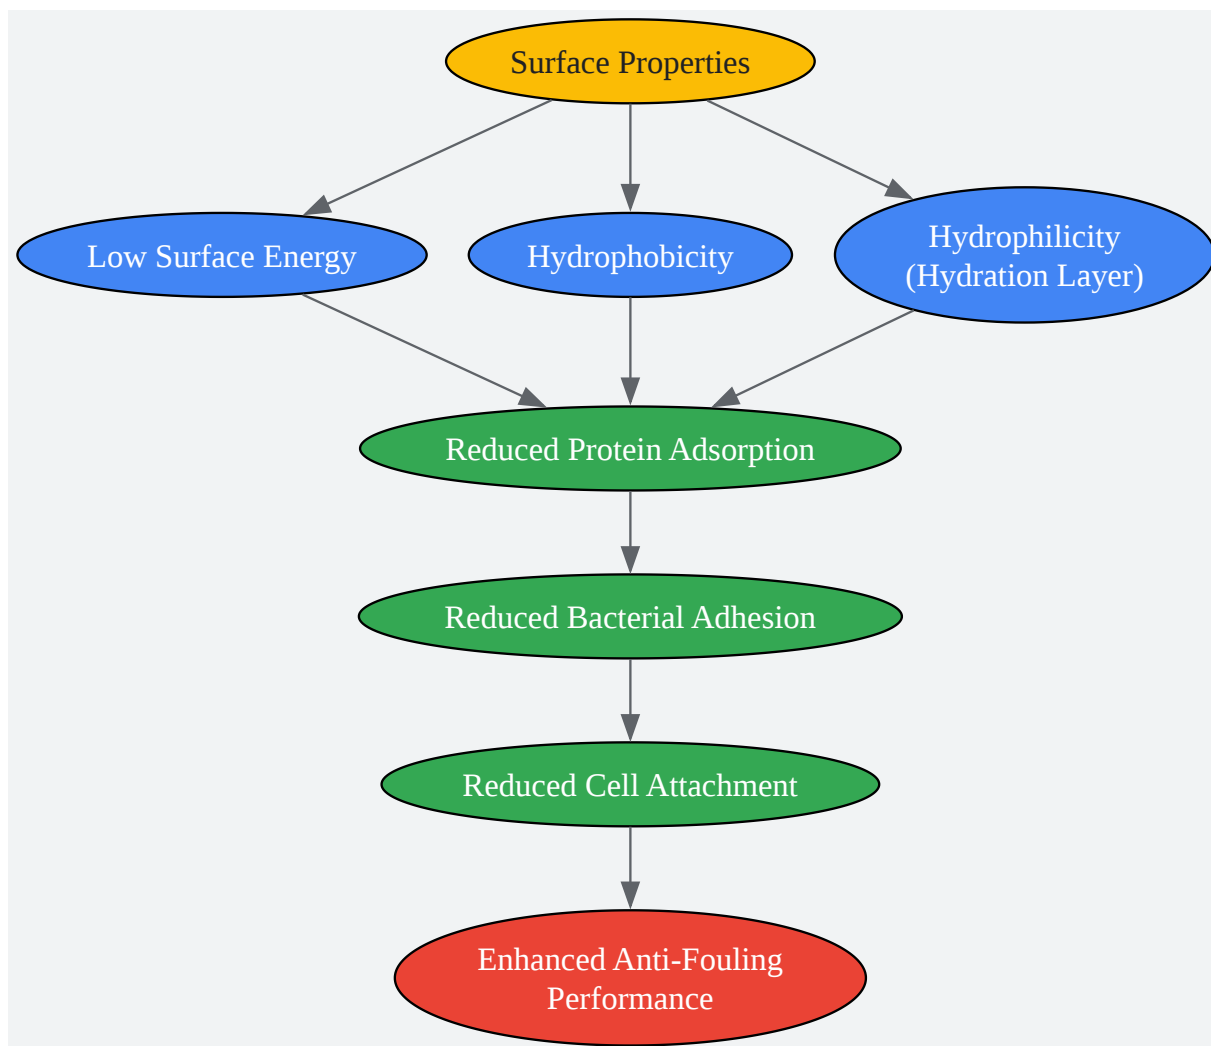 Surface Properties
Low Surface Energy
Hydrophobicity
Hydrophilicity
(Hydration Layer)
Reduced Protein Adsorption
Reduced Bacterial Adhesion
Reduced Cell Attachment
Enhanced Anti-Fouling
Performance